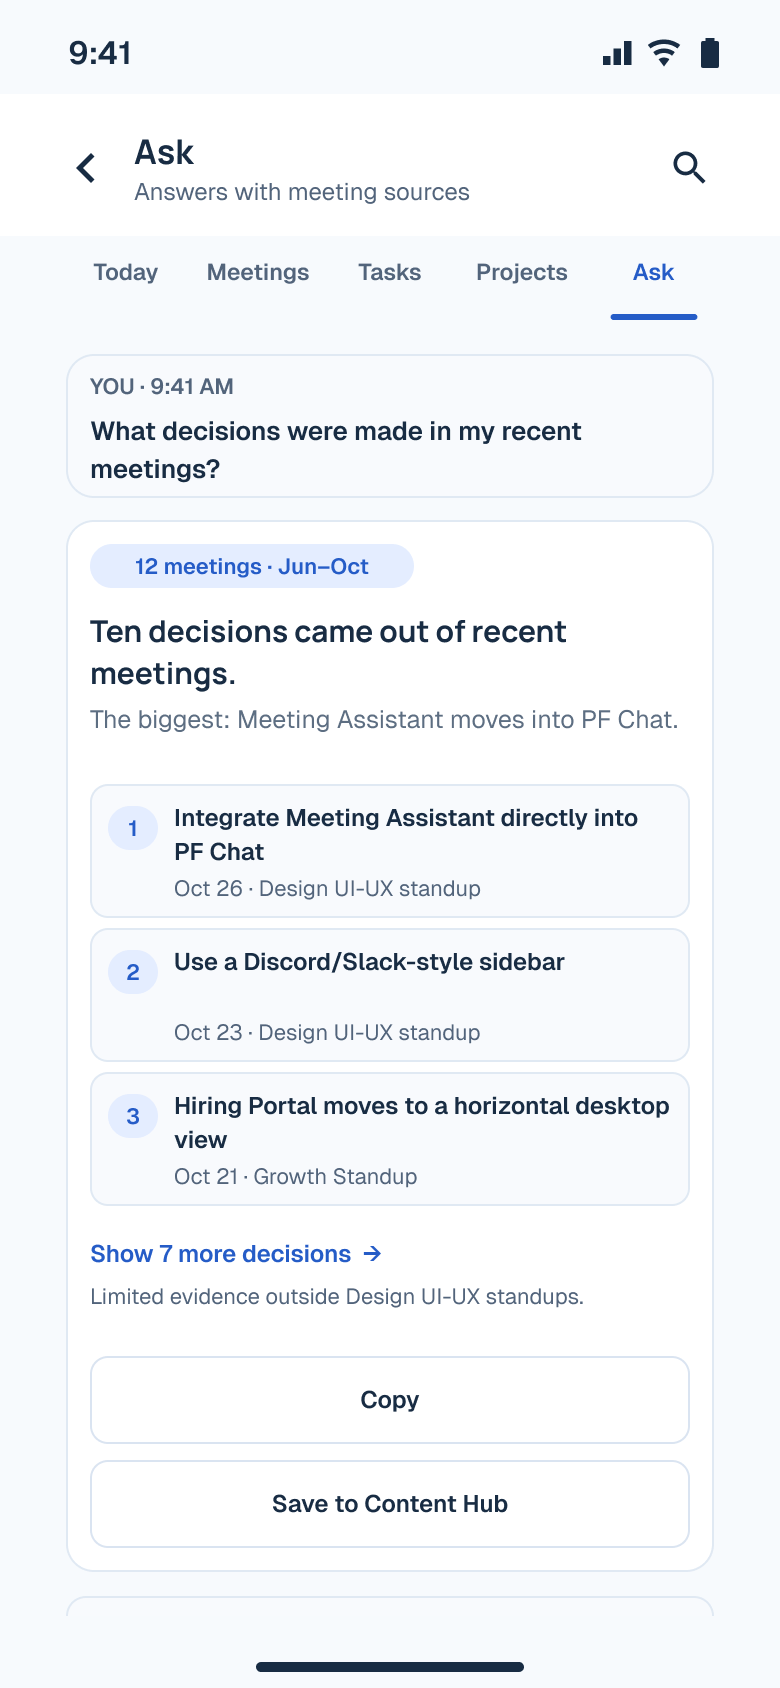 9:41
Ask
Answers with meeting sources
Today Meetings Tasks Projects Ask
YOU · 9:41 AM
What decisions were made in my recent
meetings?
12 meetings · Jun–Oct
Ten decisions came out of recent
meetings.
The biggest: Meeting Assistant moves into PF Chat.
1
Integrate Meeting Assistant directly into
PF Chat
Oct 26 · Design UI-UX standup
2
Use a Discord/Slack-style sidebar
Oct 23 · Design UI-UX standup
3
Hiring Portal moves to a horizontal desktop
view
Oct 21 · Growth Standup
Show 7 more decisions →
Limited evidence outside Design UI-UX standups.
Copy
Save to Content Hub